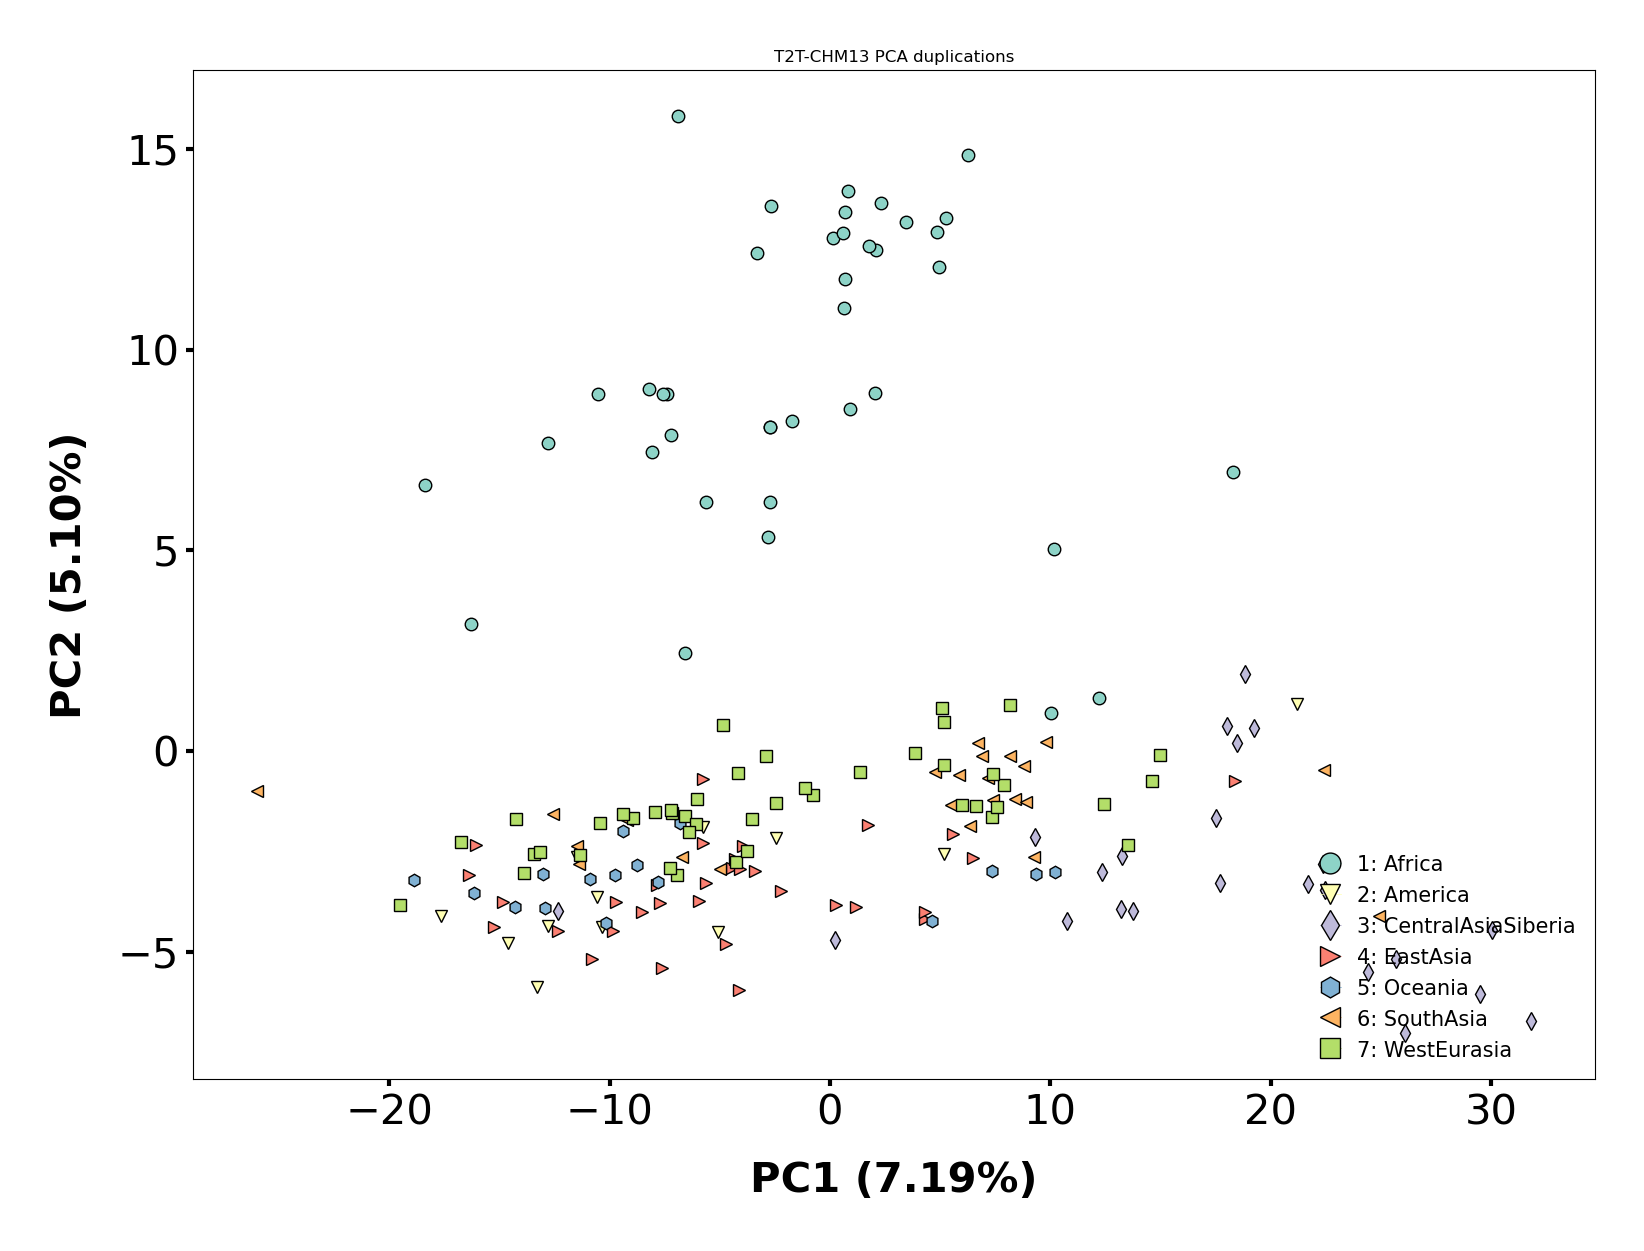 T2T-CHM13 PCA duplications
PC2 (5.10%)
15
10
5
0
−5
1: Africa
2: America
3: CentralAsiaSiberia
4: EastAsia
5: Oceania
6: SouthAsia
7: WestEurasia
−20
−10
0
10
20
30
PC1 (7.19%)